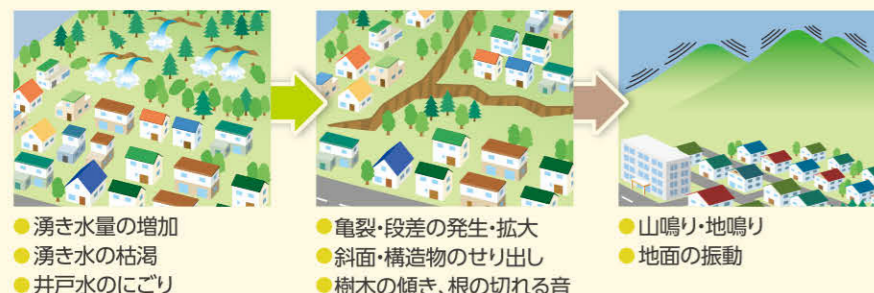 ●湧き水量の増加
●湧き水の枯渇
●井戸水のにごり
●亀裂・段差の発生・拡大
●斜面・構造物のせり出し
●樹木の傾き、根の切れる音
●山鳴り・地鳴り
●地面の振動